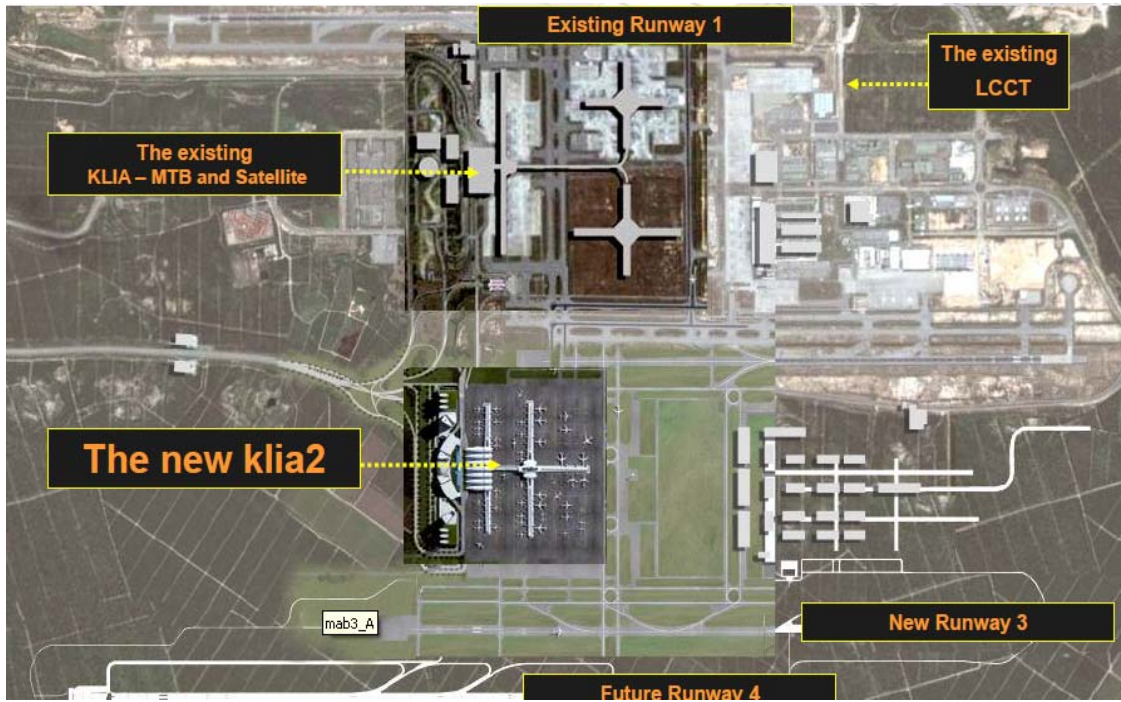 Existing Runway 1
The existing
LCCT
The existing
KLIA – MTB and Satellite
The new klia2
mab3_A
New Runway 3
Future Runway 4